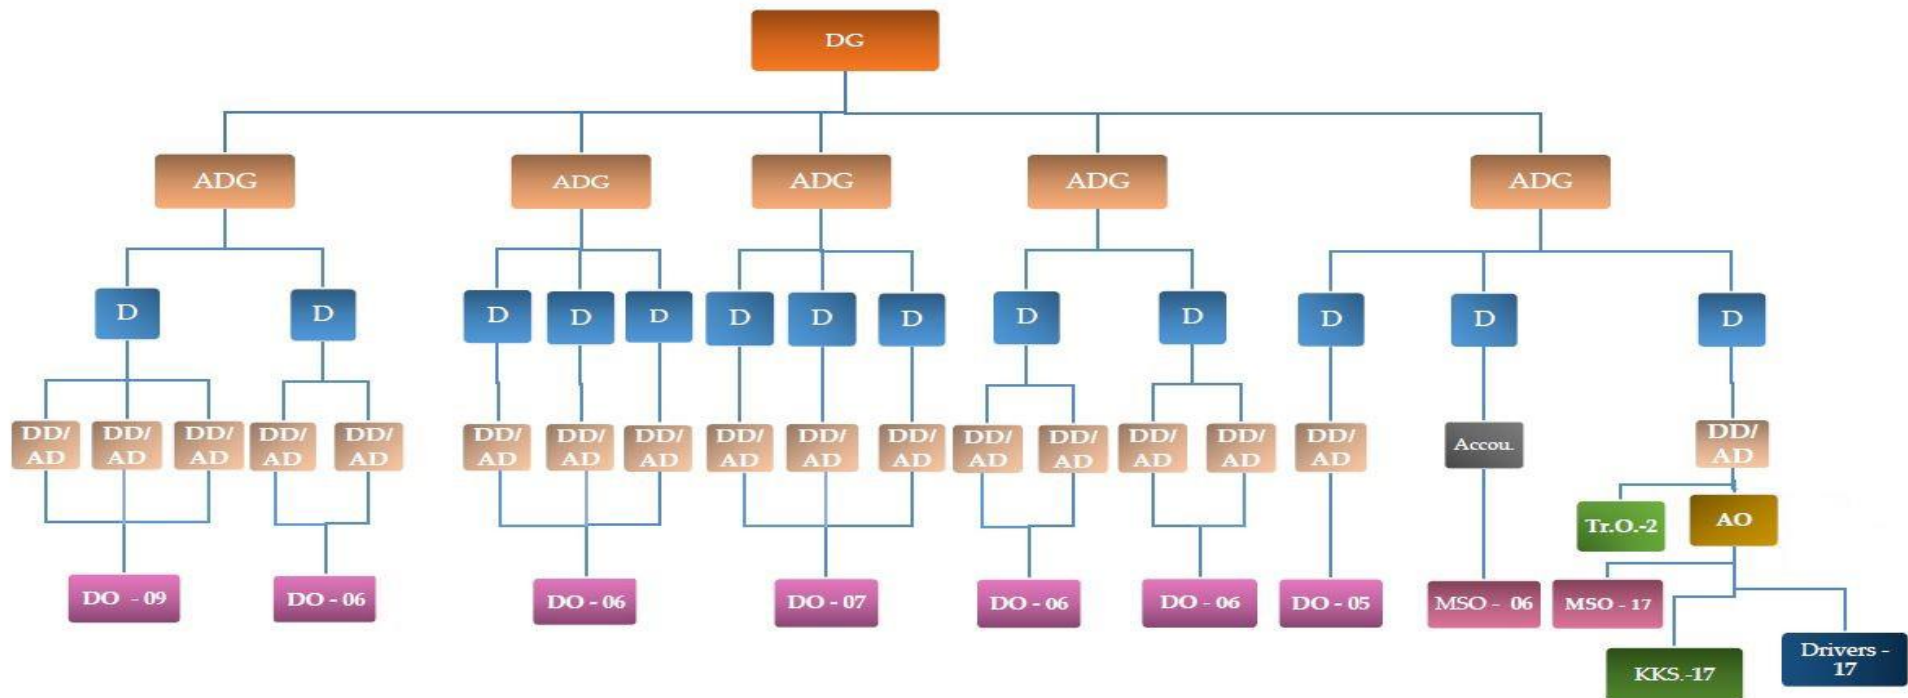 DG
ADG
ADG
ADG
ADG
ADG
D
D
D
D
D
D
D
D
D
D
D
D
D
DD/
AD
DD/
AD
DD/
AD
DD/
AD
DD/
AD
DD/
AD
DD/
AD
DD/
AD
DD/
AD
DD/
AD
DD/
AD
DD/
AD
DD/
AD
DD/
AD
DD/
AD
DD/
AD
Accou.
DD/
AD
Tr.O.-2
AO
DO - 09
DO - 06
DO - 06
DO - 07
DO - 06
DO - 06
DO - 05
MSO - 06
MSO - 17
KKS.-17
Drivers -
17